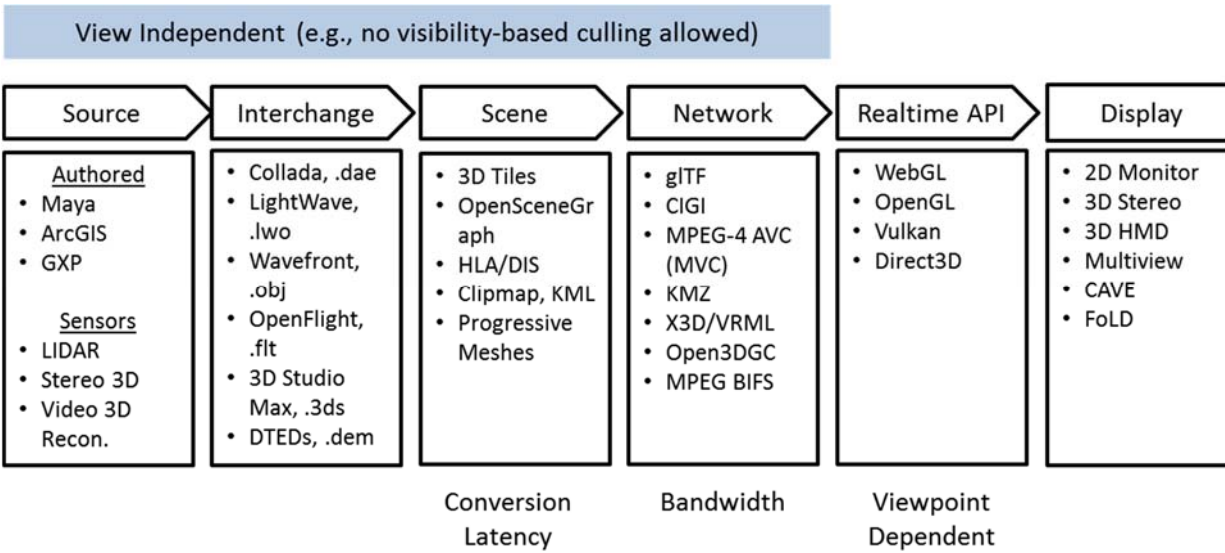 View Independent (e.g., no visibility-based culling allowed)
Source
Interchange
Scene
Network
Realtime API
Display
Authored
• Maya
• ArcGIS
• GXP
Sensors
• LIDAR
• Stereo 3D
• Video 3D
Recon.
• Collada, .dae
• LightWave,
.lwo
• Wavefront,
.obj
• OpenFlight,
.flt
• 3D Studio
Max, .3ds
• DTEDs, .dem
• 3D Tiles
• OpenSceneGr
aph
• HLA/DIS
• Clipmap, KML
• Progressive
Meshes
• glTF
• CIGI
• MPEG-4 AVC
(MVC)
• KMZ
• X3D/VRML
• Open3DGC
• MPEG BIFS
• WebGL
• OpenGL
• Vulkan
• Direct3D
• 2D Monitor
• 3D Stereo
• 3D HMD
• Multiview
• CAVE
• FoLD
Conversion
Latency
Bandwidth
Viewpoint
Dependent